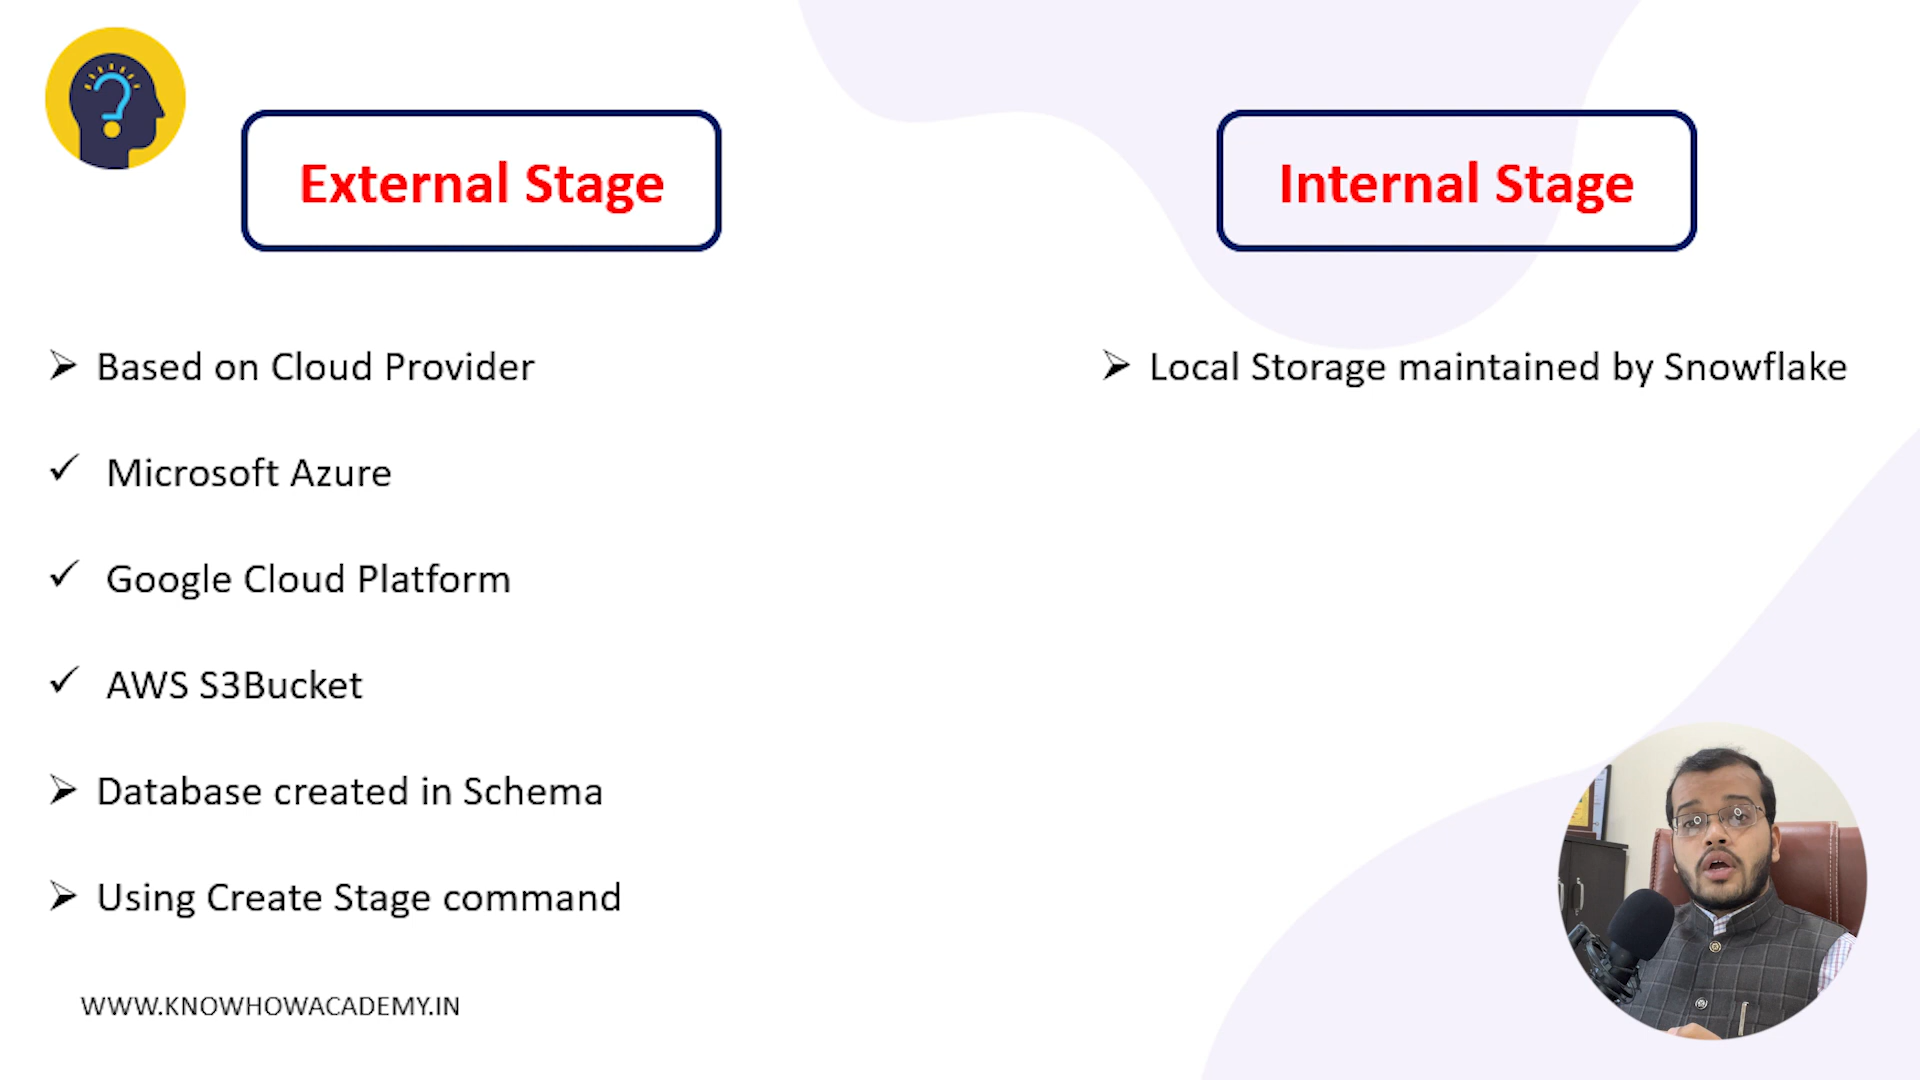 External Stage
Based on Cloud Provider
Microsoft Azure
Google Cloud Platform
AWS S3Bucket
Database created in Schema
Using Create Stage command
Internal Stage
Local Storage maintained by Snowflake
WWW.KNOWHOWACADEMY.IN